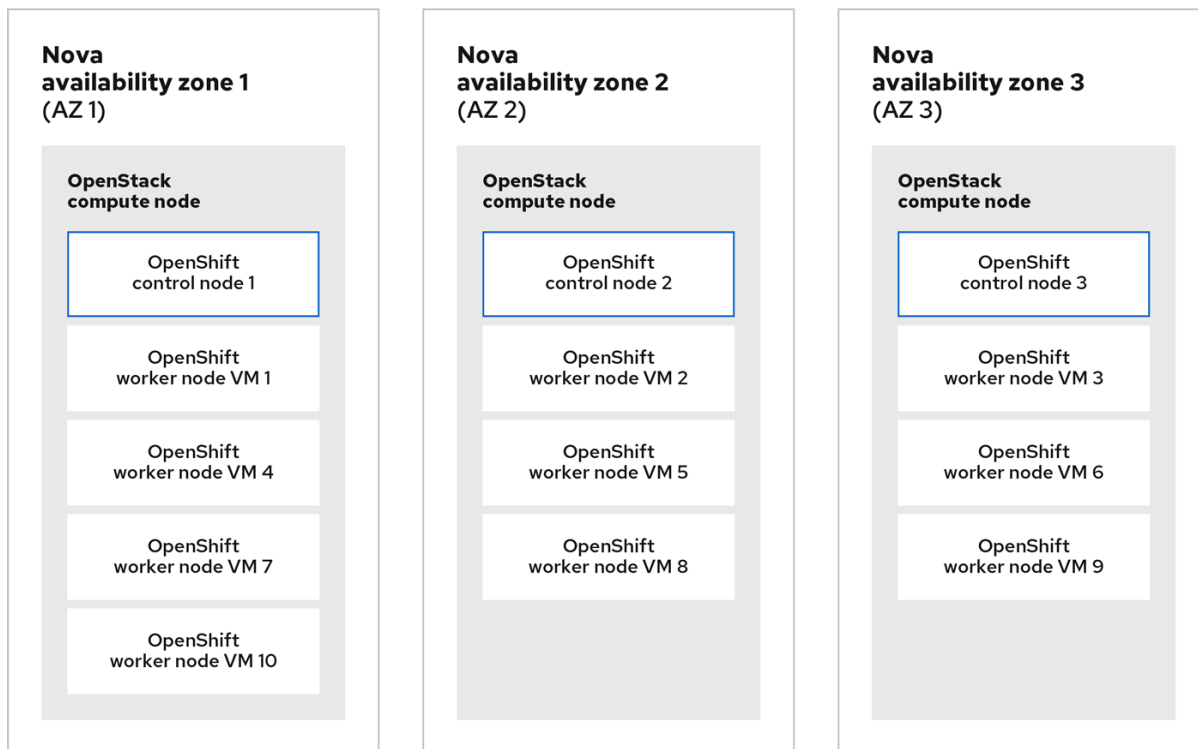 Nova
availability zone 1
(AZ 1)
OpenStack
compute node
OpenShift
control node 1
OpenShift
worker node VM 1
OpenShift
worker node VM 4
OpenShift
worker node VM 7
OpenShift
worker node VM 10
Nova
availability zone 2
(AZ 2)
OpenStack
compute node
OpenShift
control node 2
OpenShift
worker node VM 2
OpenShift
worker node VM 5
OpenShift
worker node VM 8
Nova
availability zone 3
(AZ 3)
OpenStack
compute node
OpenShift
control node 3
OpenShift
worker node VM 3
OpenShift
worker node VM 6
OpenShift
worker node VM 9